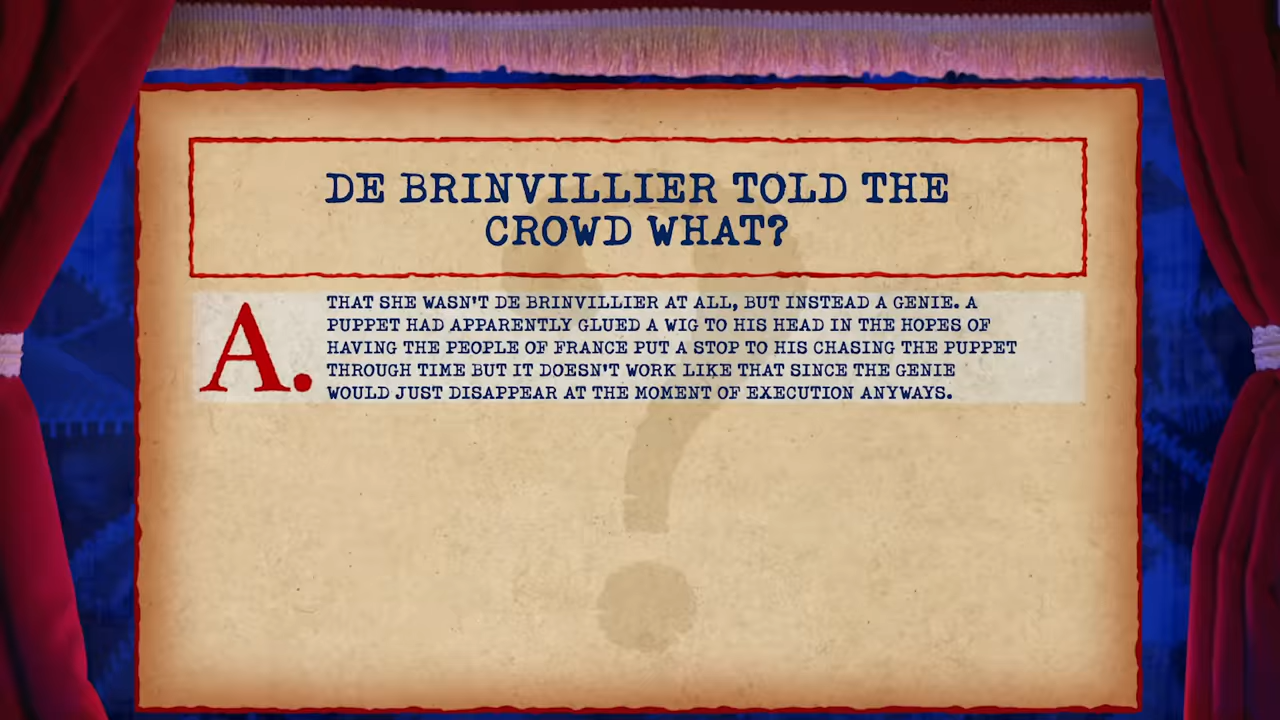 DE BRINVILLIER TOLD THE
CROWD WHAT?
A.
THAT SHE WASN'T DE BRINVILLIER AT ALL, BUT INSTEAD A GENIE. A
PUPPET HAD APPARENTLY GLUED A WIG TO HIS HEAD IN THE HOPES OF
HAVING THE PEOPLE OF FRANCE PUT A STOP TO HIS CHASING THE PUPPET
THROUGH TIME BUT IT DOESN'T WORK LIKE THAT SINCE THE GENIE
WOULD JUST DISAPPEAR AT THE MOMENT OF EXECUTION ANYWAYS.